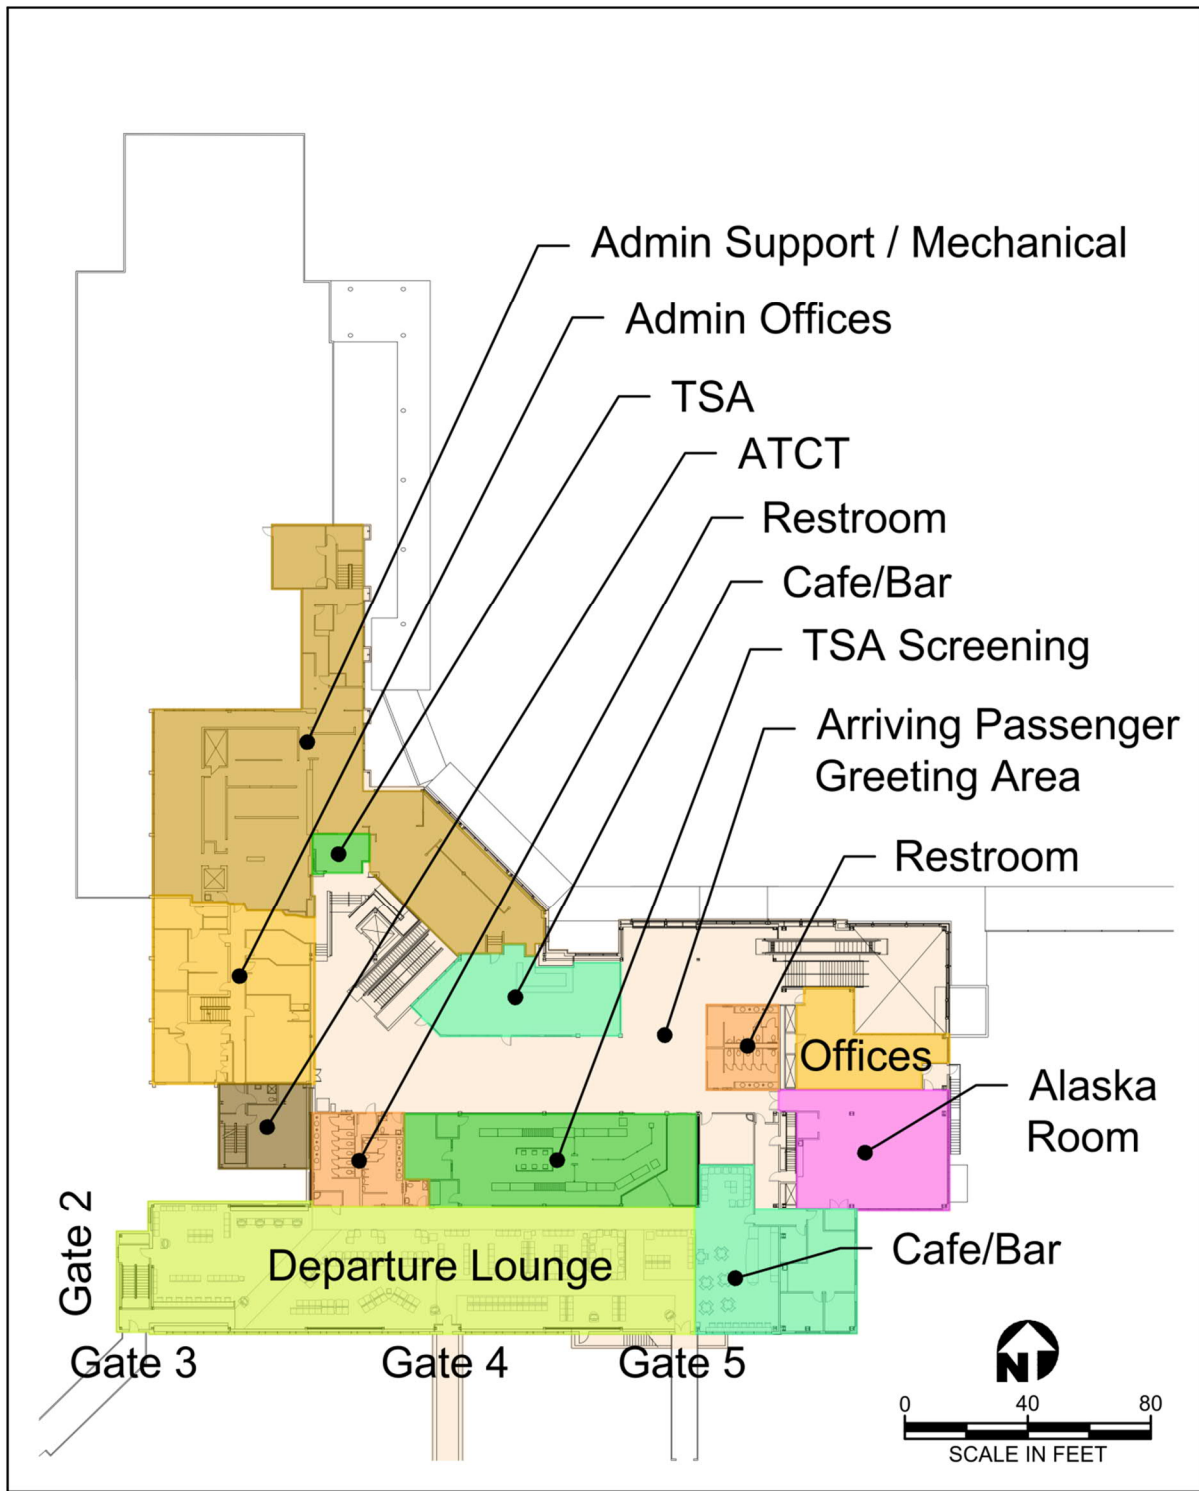 Admin Support / Mechanical
Admin Offices
TSA
ATCT
Restroom
Cafe/Bar
TSA Screening
Arriving Passenger
Greeting Area
Restroom
Offices
Alaska
Room
Gate 2
Departure Lounge
Cafe/Bar
Gate 3
Gate 4
Gate 5
N
0 40 80
SCALE IN FEET